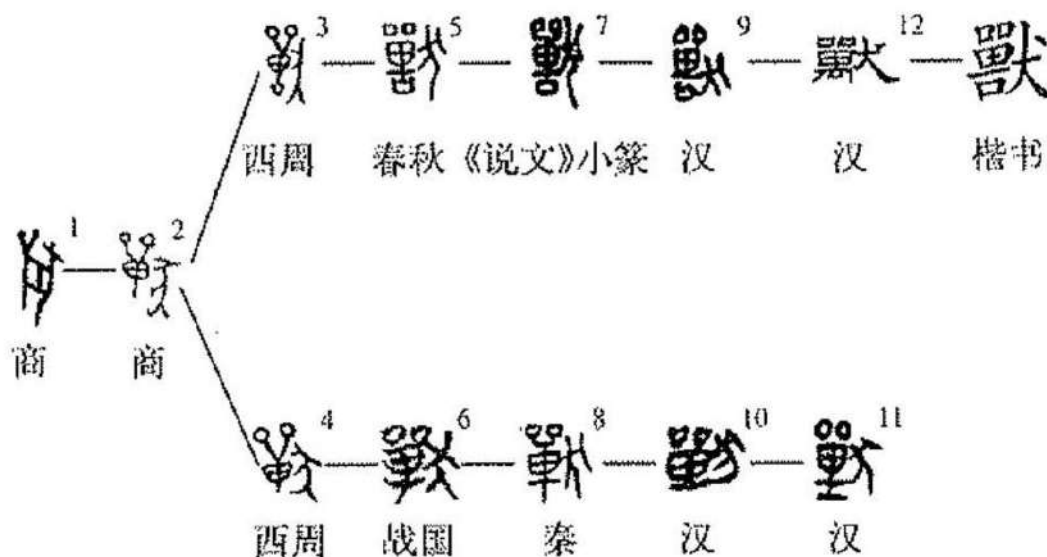 3 5 7 9 12 獸
西周 春秋 《说文》小篆 汉 汉 楷书
1 2
商 商
4 6 8 10 11
西周 战国 秦 汉 汉